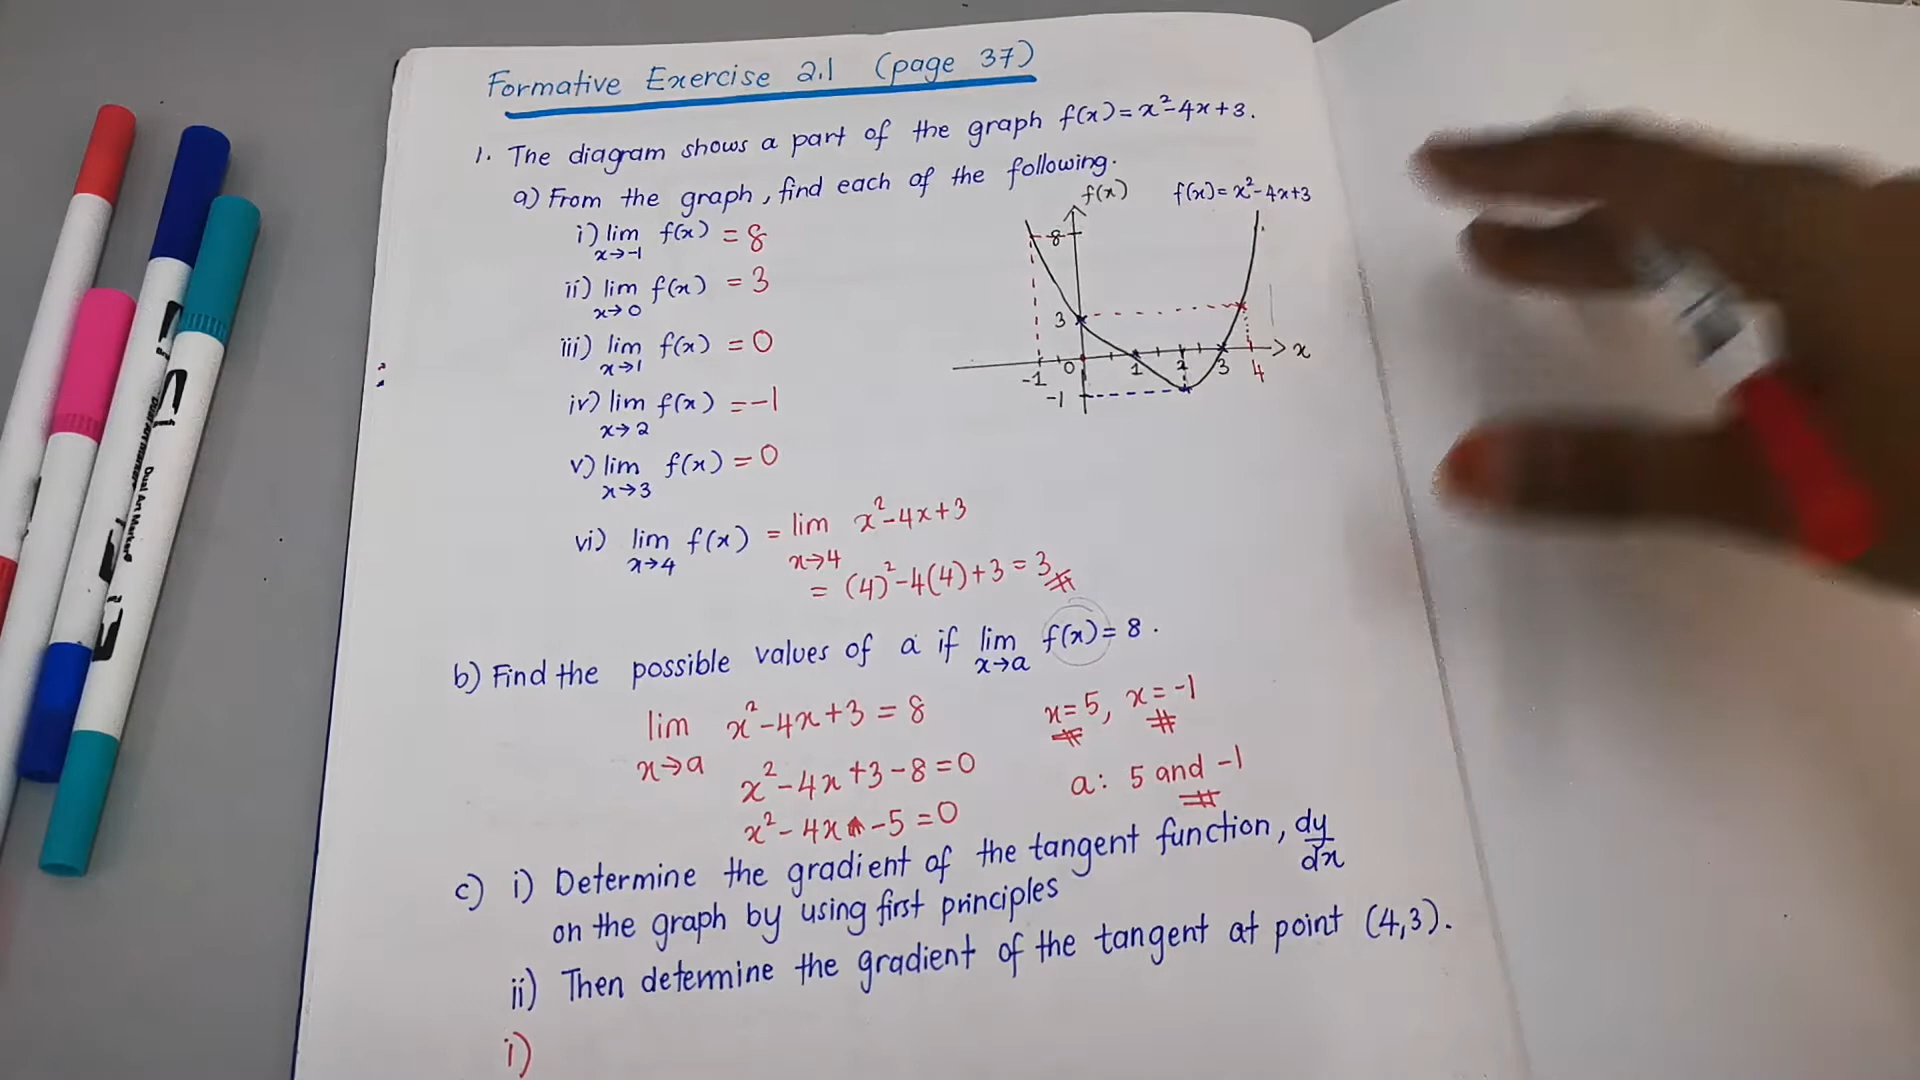 Formative Exercise 2.1 (page 37)
1. The diagram shows a part of the graph f(x)=x²-4x+3.
a) From the graph, find each of the following.
f(x)
f(x)=x²-4x+3
i) lim f(x) = 8
x→-1
ii) lim f(x) = 3
x→0
iii) lim f(x) = 0
x→1
iv) lim f(x) = -1
x→2
v) lim f(x) = 0
x→3
8
3
-1 0 1 2 3 4 x
-1
vi) lim f(x) = lim x²-4x+3
x→4 x→4
= (4)²-4(4)+3 = 3
b) Find the possible values of a if lim f(x) = 8.
x→a
lim x²-4x+3 = 8
x→a
x²-4x+3-8=0
x²-4x-5=0
x=5, x=-1
a: 5 and -1
c) i) Determine the gradient of the tangent function, dy/dx
on the graph by using first principles
ii) Then determine the gradient of the tangent at point (4,3).
i)
Dual Art Marker